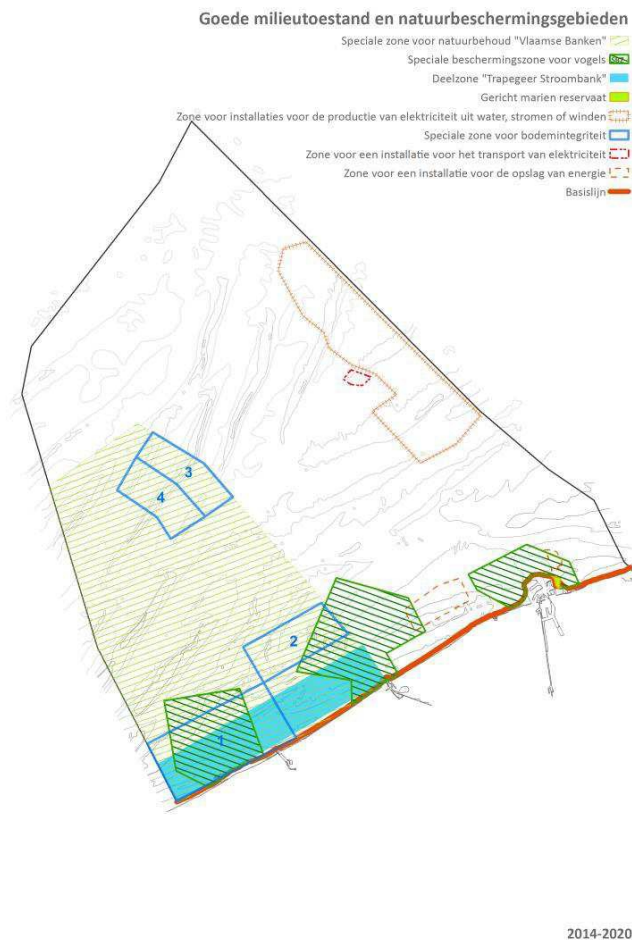 Goede milieutoestand en natuurbeschermingsgebieden
Speciale zone voor natuurbehoud "Vlaamse Banken"
Speciale beschermingszone voor vogels
Deelzone "Trapegeer Stroombank"
Gericht marien reservaat
Zone voor installaties voor de productie van elektriciteit uit water, stromen of winden
Speciale zone voor bodemintegriteit
Zone voor een installatie voor het transport van elektriciteit
Zone voor een installatie voor de opslag van energie
Basislijn
3
4
2
1
2014-2020